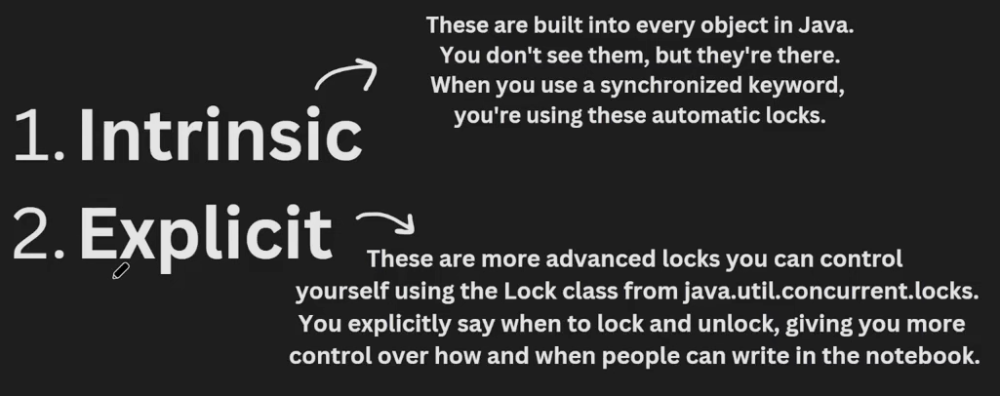 These are built into every object in Java.
You don't see them, but they're there.
When you use a synchronized keyword,
you're using these automatic locks.
1. Intrinsic
2. Explicit
These are more advanced locks you can control
yourself using the Lock class from java.util.concurrent.locks.
You explicitly say when to lock and unlock, giving you more
control over how and when people can write in the notebook.